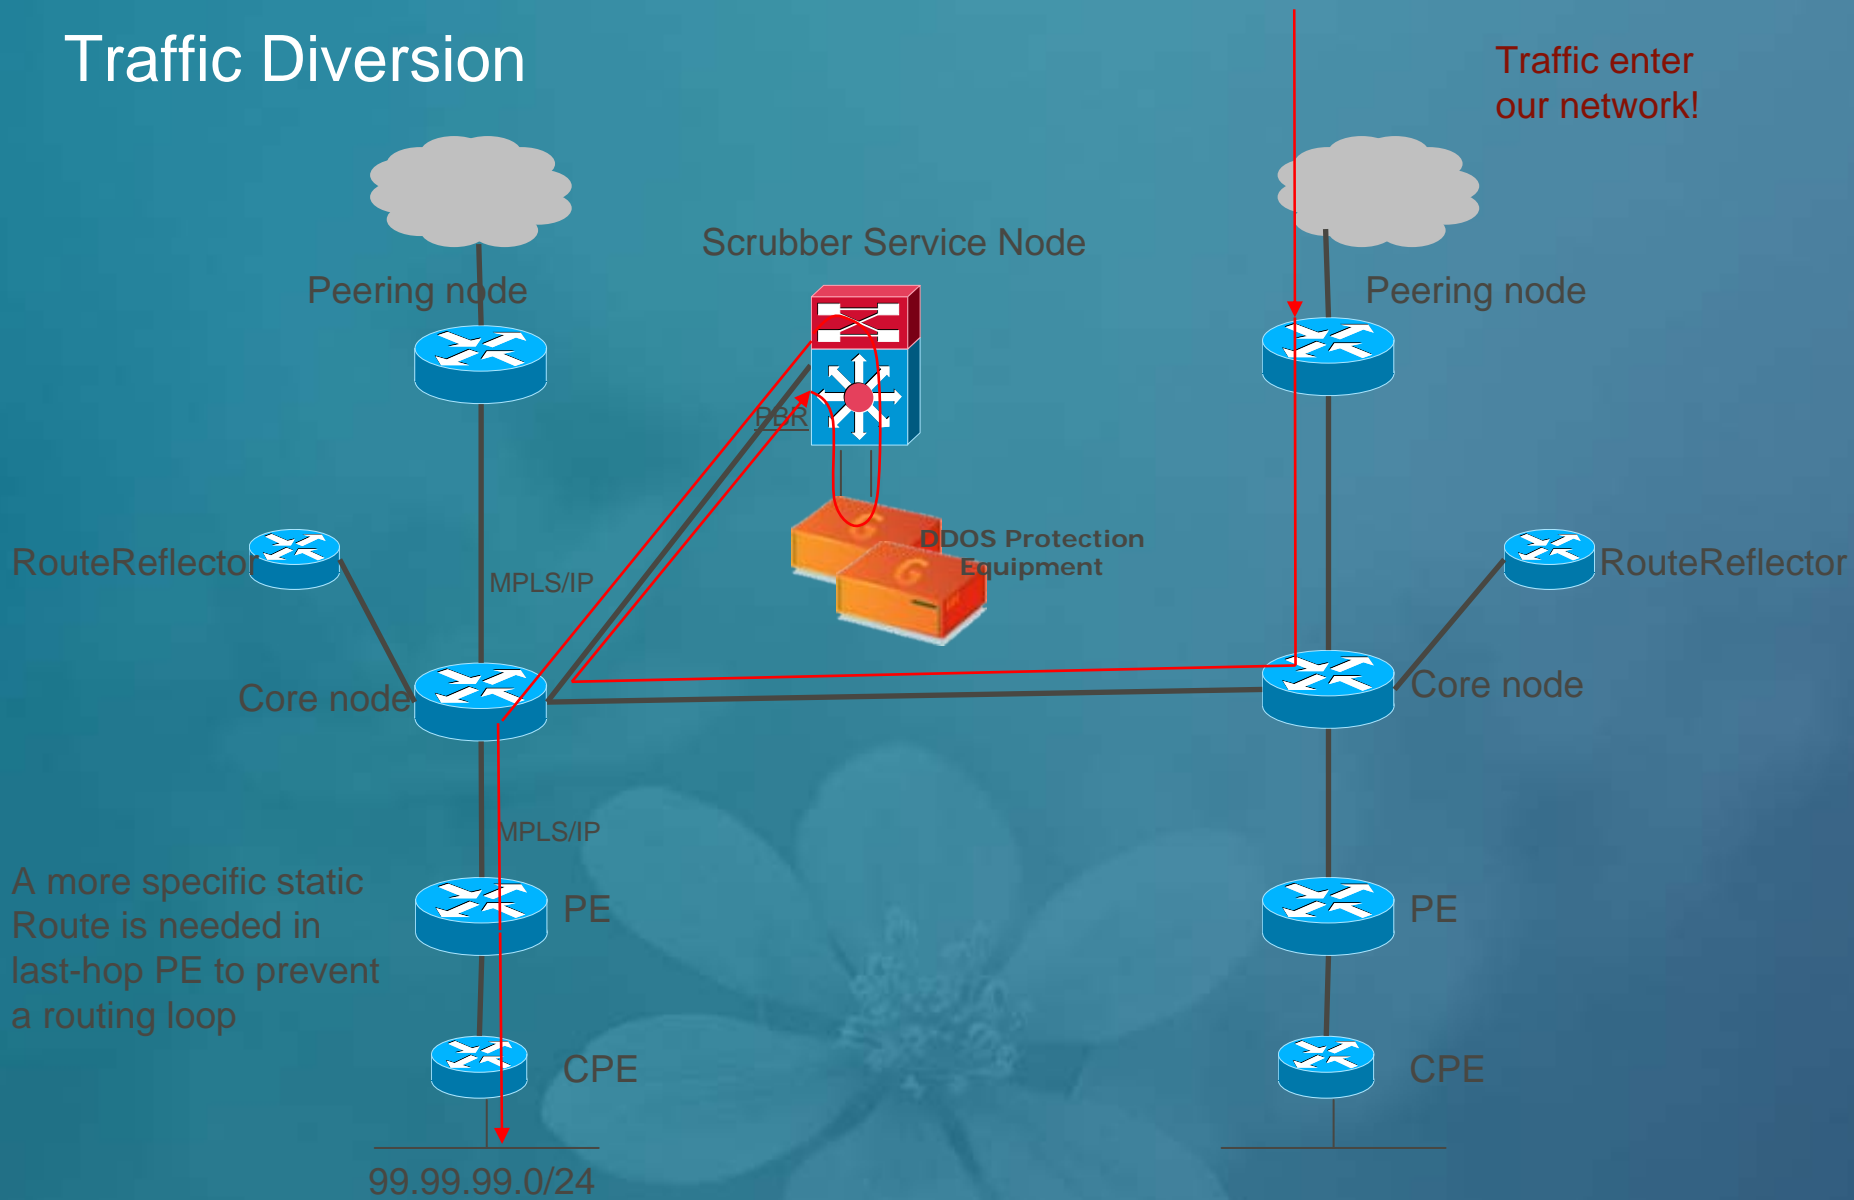 Traffic Diversion
Traffic enter
our network!
Scrubber Service Node
Peering node
Peering node
PBR
DDOS Protection
Equipment
RouteReflector
MPLS/IP
RouteReflector
Core node
Core node
MPLS/IP
A more specific static
Route is needed in
last-hop PE to prevent
a routing loop
PE
PE
CPE
CPE
99.99.99.0/24
G
G